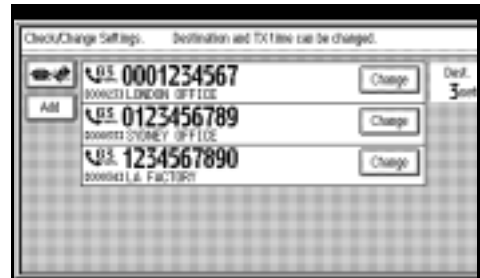 Check/Change Settings. Destination and TX time can be changed.
0001234567 Change Dest.
LONDON OFFICE 3
Add
0123456789 Change
SYDNEY OFFICE
1234567890 Change
LA FACTORY